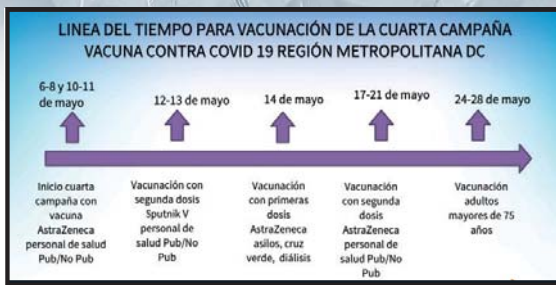 LINEA DEL TIEMPO PARA VACUNACIÓN DE LA CUARTA CAMPAÑA
VACUNA CONTRA COVID 19 REGIÓN METROPOLITANA DC
6-8 y 10-11
de mayo
12-13 de mayo
14 de mayo
17-21 de mayo
24-28 de mayo
Inicio cuarta
campaña con
vacuna
AstraZeneca
personal de salud
Pub/No Pub
Vacunación con
segunda dosis
Sputnik V
personal de
salud Pub/No
Pub
Vacunación
con primeras
dosis
AstraZeneca
asilos, cruz
verde, diálisis
Vacunación
con segunda
dosis
AstraZeneca
personal de
salud Pub/No
Pub
Vacunación
adultos
mayores de 75
años